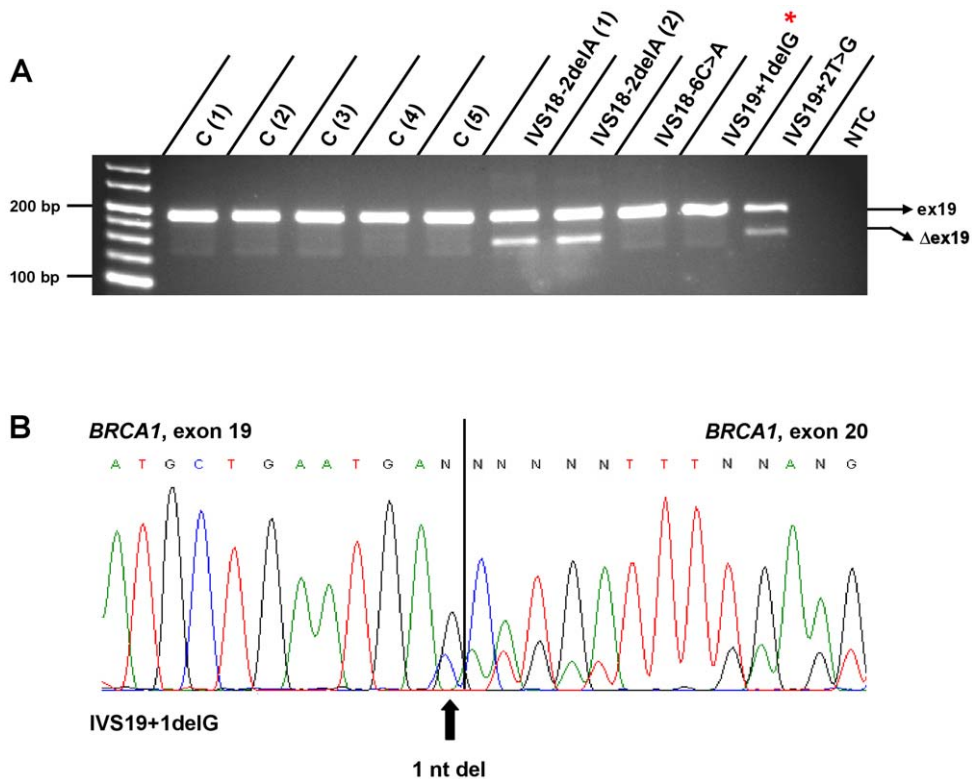 A
C (1)
C (2)
C (3)
C (4)
C (5)
IVS18-2delA (1)
IVS18-2delA (2)
IVS18-6C>A
IVS19+1delG *
IVS19+2T>G
NTC
200 bp
100 bp
ex19
Δex19
B
BRCA1, exon 19
BRCA1, exon 20
A T G C T G A A T G A N N N N N N T T T N N A N G
IVS19+1delG
1 nt del